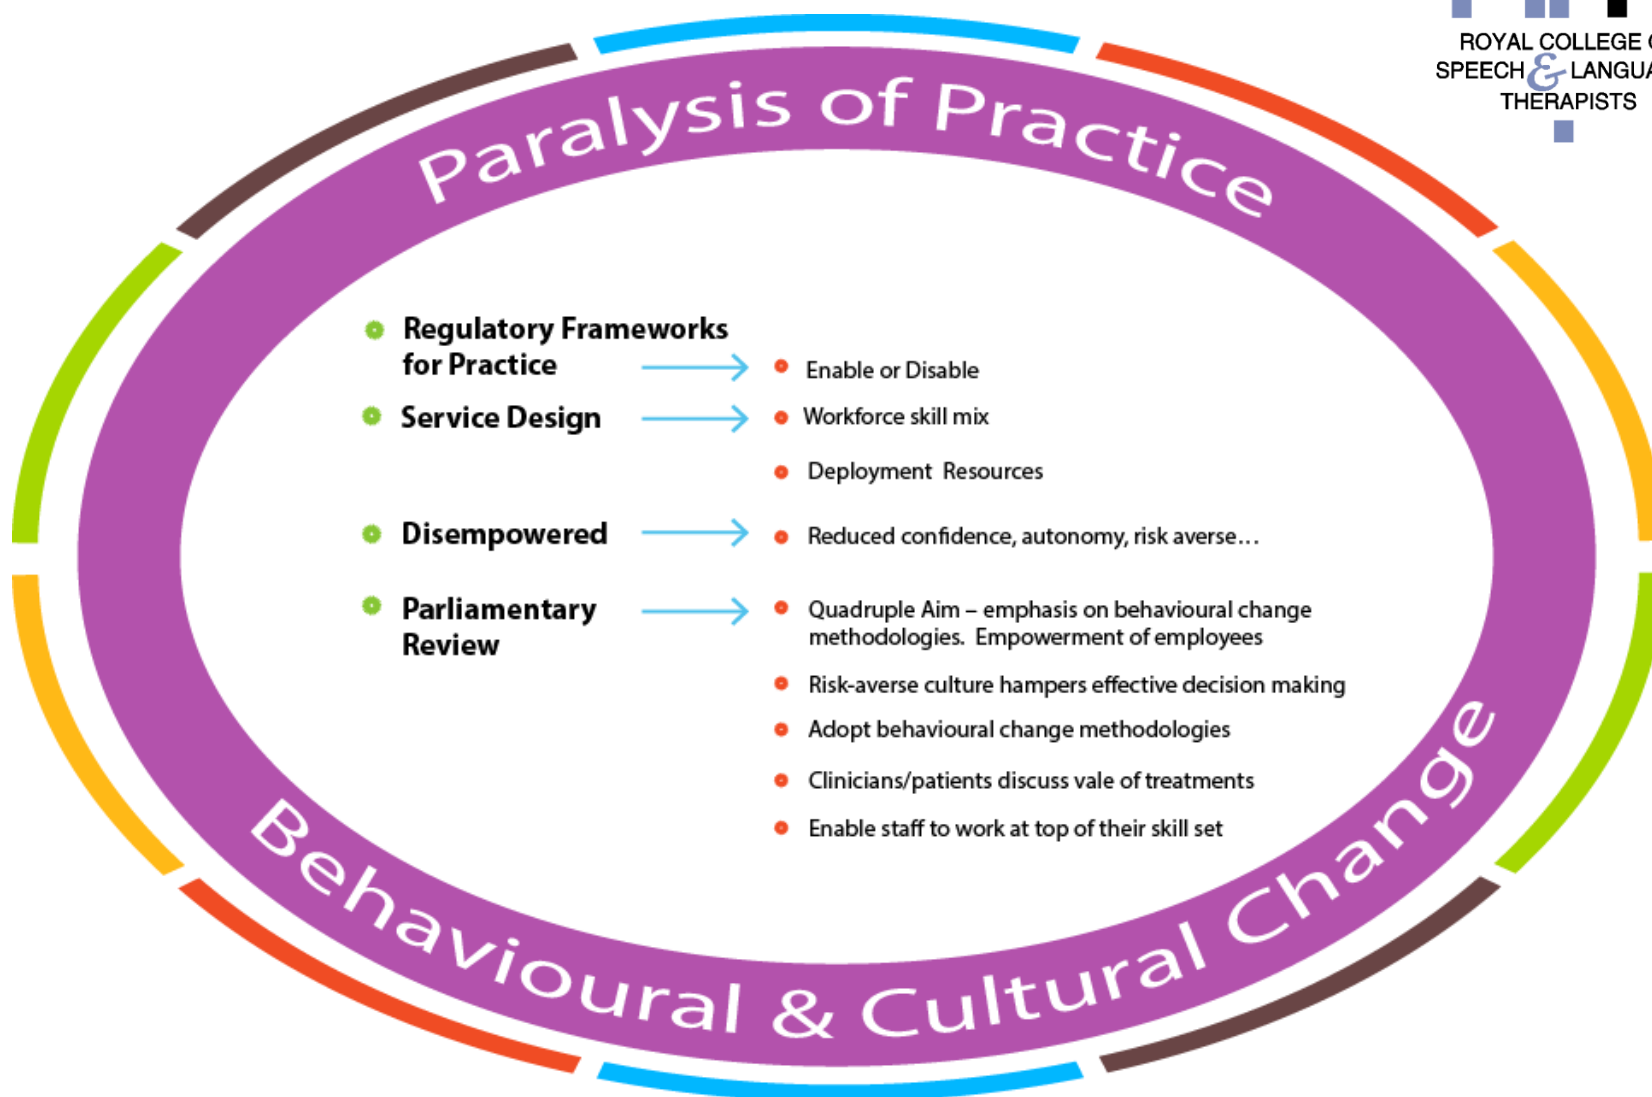 ROYAL COLLEGE
SPEECH & LANGUA
THERAPISTS
Paralysis of Practice
Regulatory Frameworks
for Practice
Enable or Disable
Service Design
Workforce skill mix
Deployment Resources
Disempowered
Reduced confidence, autonomy, risk averse...
Parliamentary
Review
Quadruple Aim – emphasis on behavioural change
methodologies. Empowerment of employees
Risk-averse culture hampers effective decision making
Adopt behavioural change methodologies
Clinicians/patients discuss vale of treatments
Enable staff to work at top of their skill set
Behavioural & Cultural Change